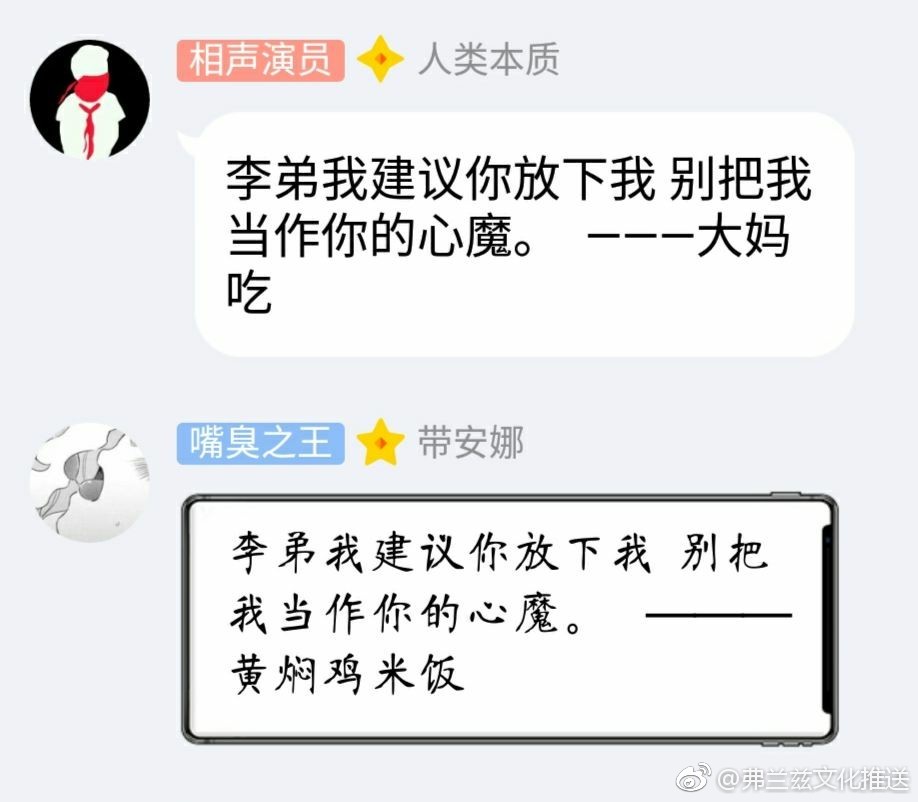 相声演员 人类本质
李弟我建议你放下我 别把我
当作你的心魔。 ———大妈
吃
嘴臭之王 带安娜
李弟我建议你放下我 别把
我当作你的心魔。 ———
黄焖鸡米饭
@弗兰兹文化推送